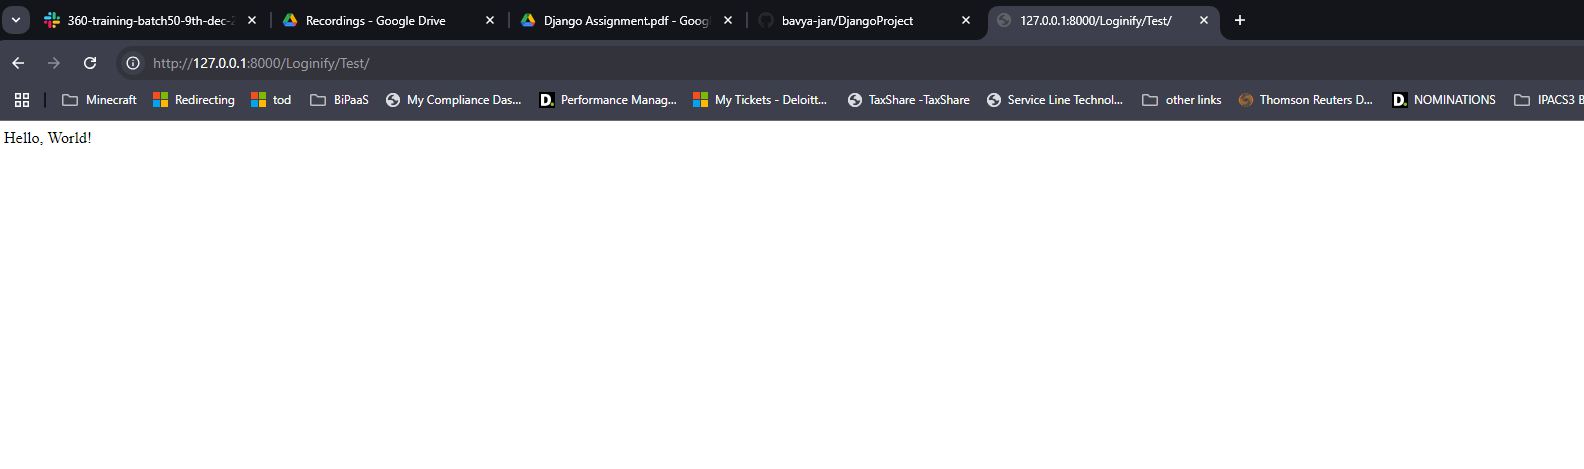 360-training-batch50-9th-dec-2
Recordings - Google Drive
Django Assignment.pdf - Goog
bavya-jan/DjangoProject
127.0.0.1:8000/Loginify/Test/
http://127.0.0.1:8000/Loginify/Test/
Minecraft
Redirecting
tod
BiPaaS
My Compliance Das...
Performance Manag...
My Tickets - Deloitt...
TaxShare -TaxShare
Service Line Technol...
other links
Thomson Reuters D...
NOMINATIONS
IPACS3 B
Hello, World!